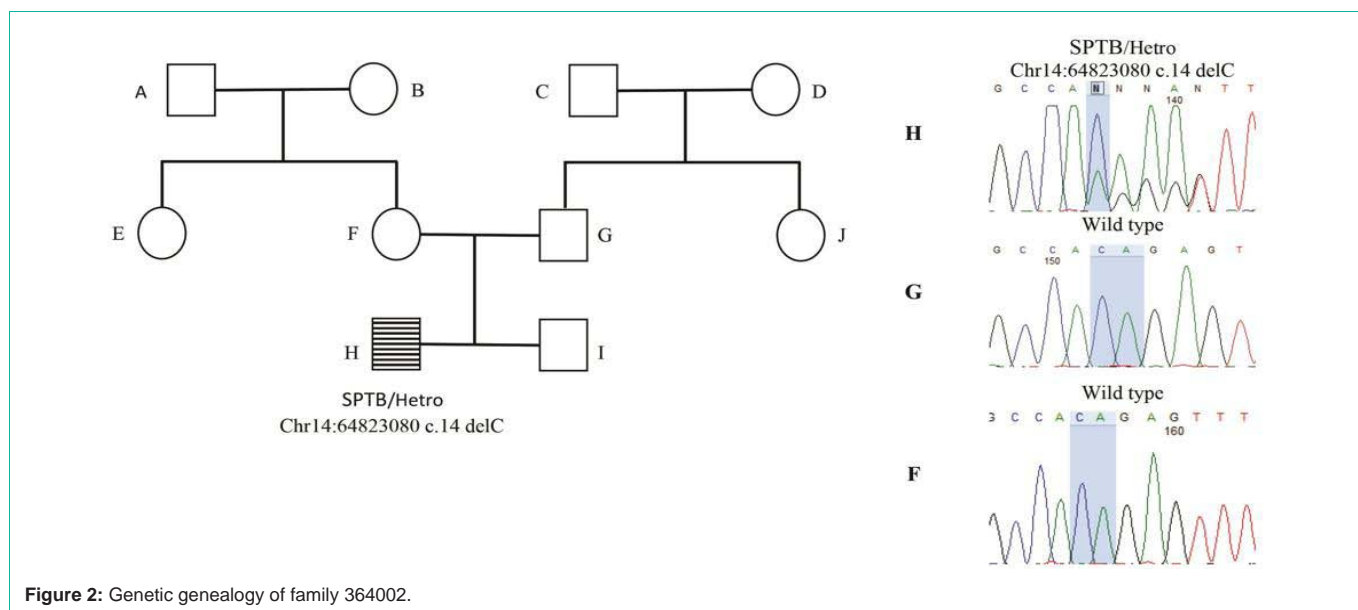 A
B
C
D
E
F
G
J
H
I
SPTB/Hetro
Chr14:64823080 c.14 delC
SPTB/Hetro
Chr14:64823080 c.14 delC
G C C A N N N A N T T
140
H
Wild type
G C C A C A G A G T
150
G
Wild type
G C C A C A G A G T T T
160
F
Figure 2: Genetic genealogy of family 364002.